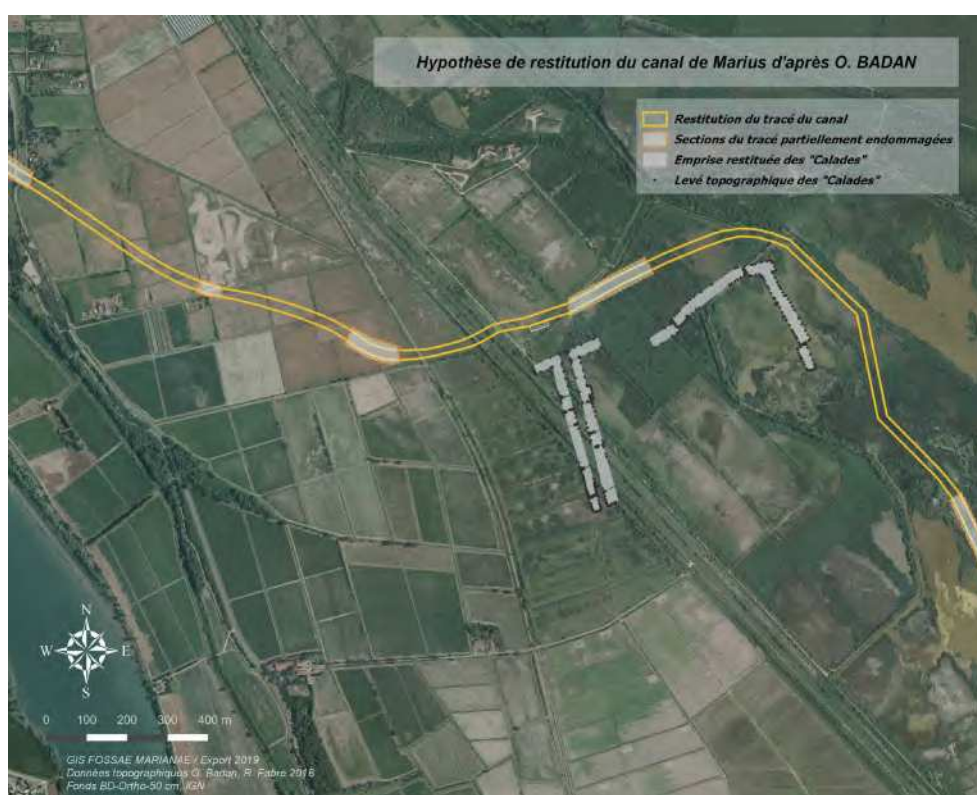 Hypothèse de restitution du canal de Marius d'après O. BADAN
Restitution du tracé du canal
Sections du tracé partiellement endommagées
Emprise restituée des "Calades"
Levé topographique des "Calades"
N
W E
S
0 100 200 300 400 m
GIS FOSSAE MARIANAE / Export 2019
Données topographiques O. Badan, R. Fabre 2018
Fonds BD-Ortho-50 cm, IGN